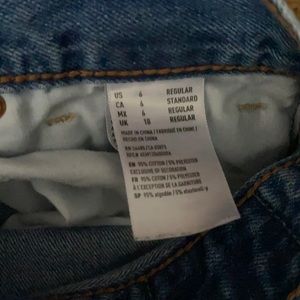 US 6 REGULAR
CA 6 STANDARD
MX 6 REGULAR
UK 10 REGULAR
MADE IN CHINA / FABRIQUÉ EN CHINE /
HECHO EN CHINA
EN 95% COTTON / 5% POLYESTER
EXCLUSIVE OF DECORATION
FR 95% COTON / 5% POLYESTER
À L'EXCEPTION DE LA GARNITURE
SP 95% algodón / 5%